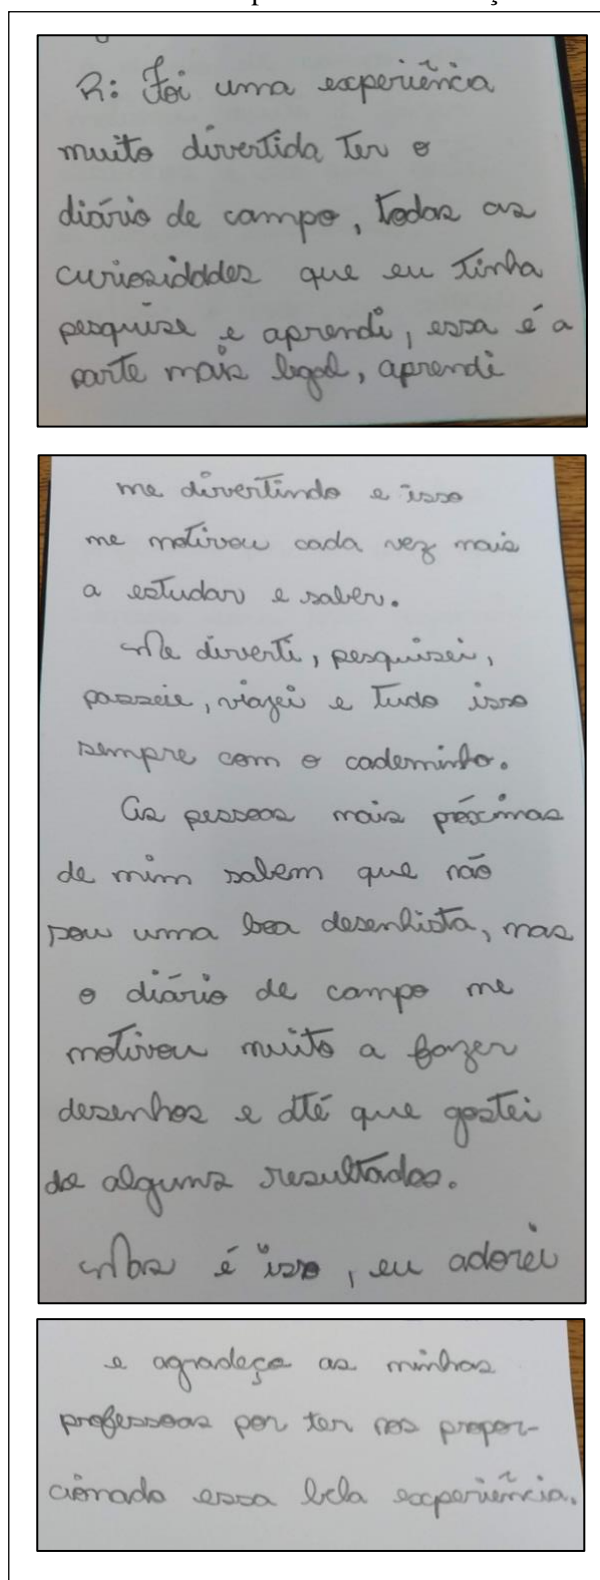 R: Foi uma experiência
muito divertida ter o
diário de campo, todas as
curiosidades que eu tinha
pesquise e aprendi, essa é a
parte mais legal, aprendi
me divertindo e isso
me motivou cada vez mais
a estudar e saber.
Me diverti, pesquisei,
passeie, viajei e tudo isso
sempre com o caderninho.
As pessoas mais próximas
de mim sabem que não
sou uma boa desenhista, mas
o diário de campo me
motivou muito a fazer
desenhos e até que gostei
de alguns resultados.
Mas é isso, eu adorei
e agradeço as minhas
professoas por ter nos propor-
cionado essa bela experiência.